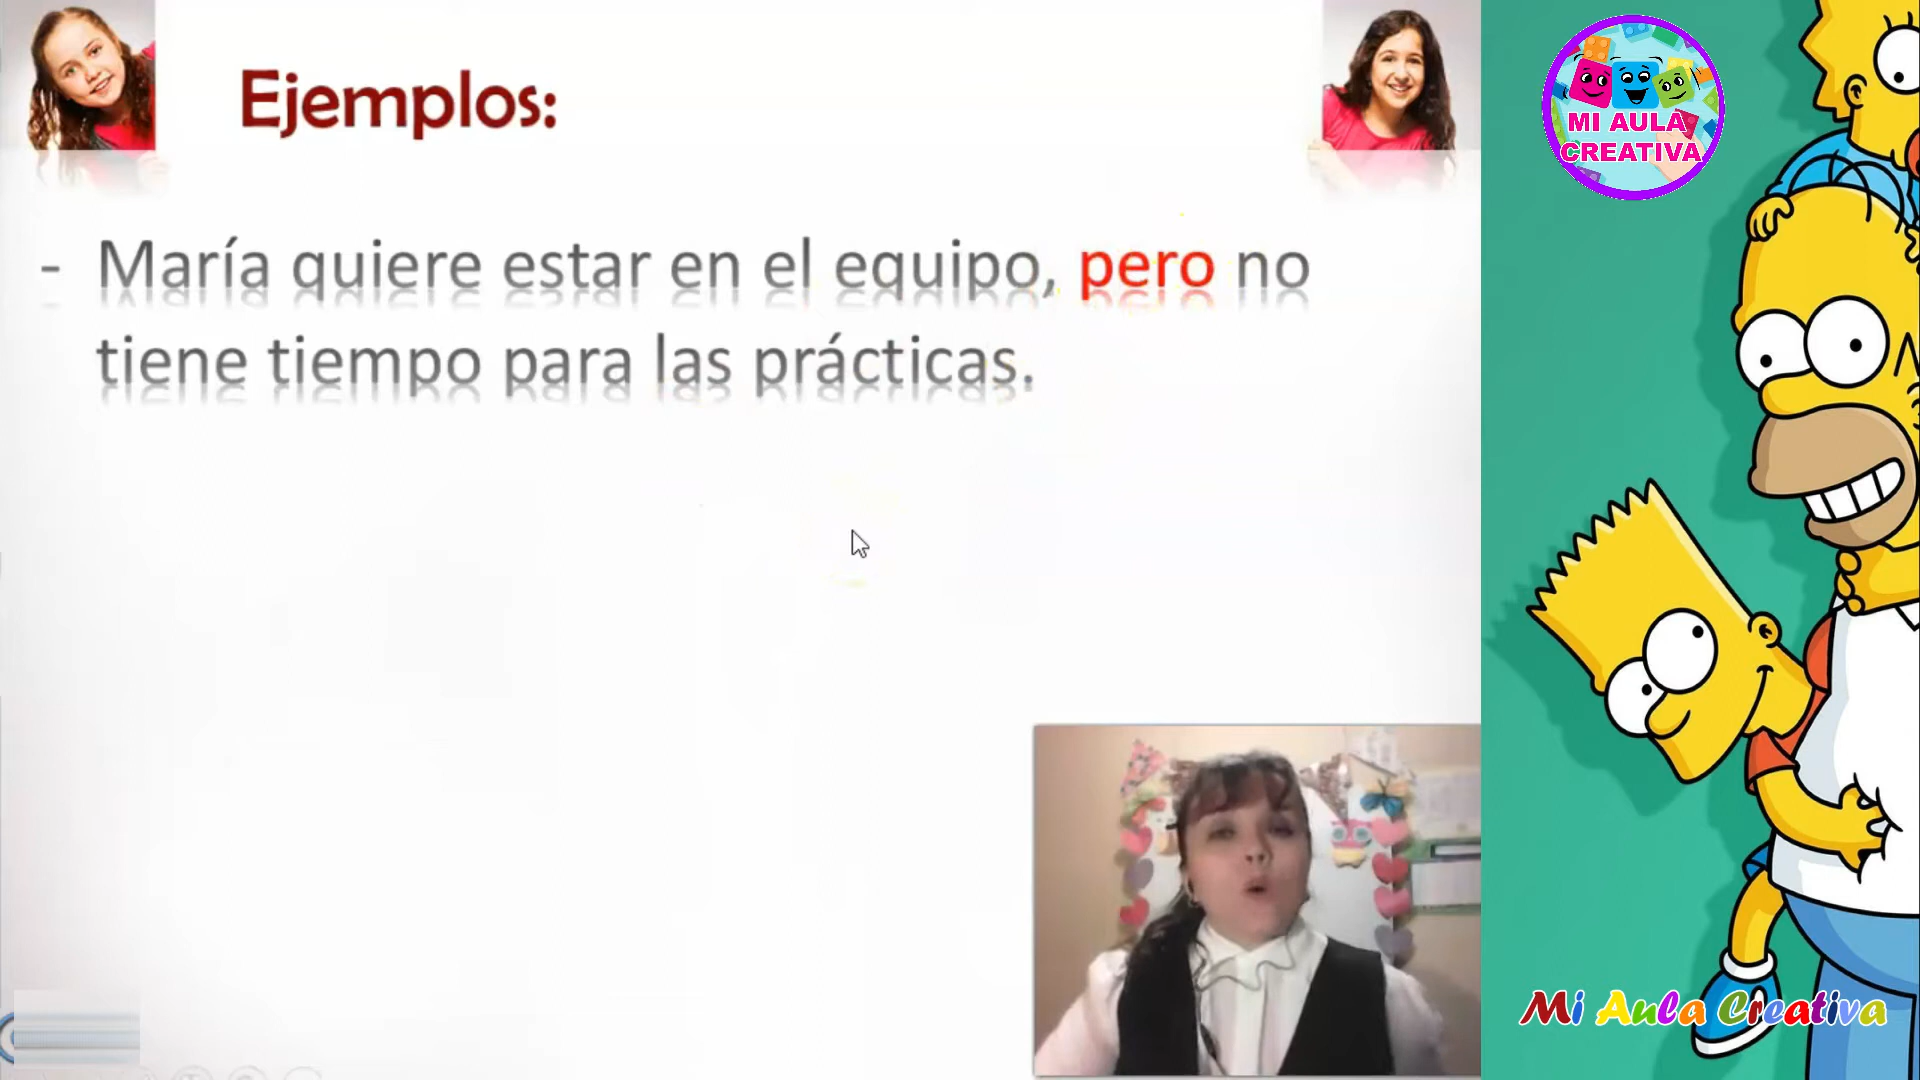 Ejemplos:
- María quiere estar en el equipo, pero no
tiene tiempo para las prácticas.
MI AULA
CREATIVA
Mi Aula Creativa